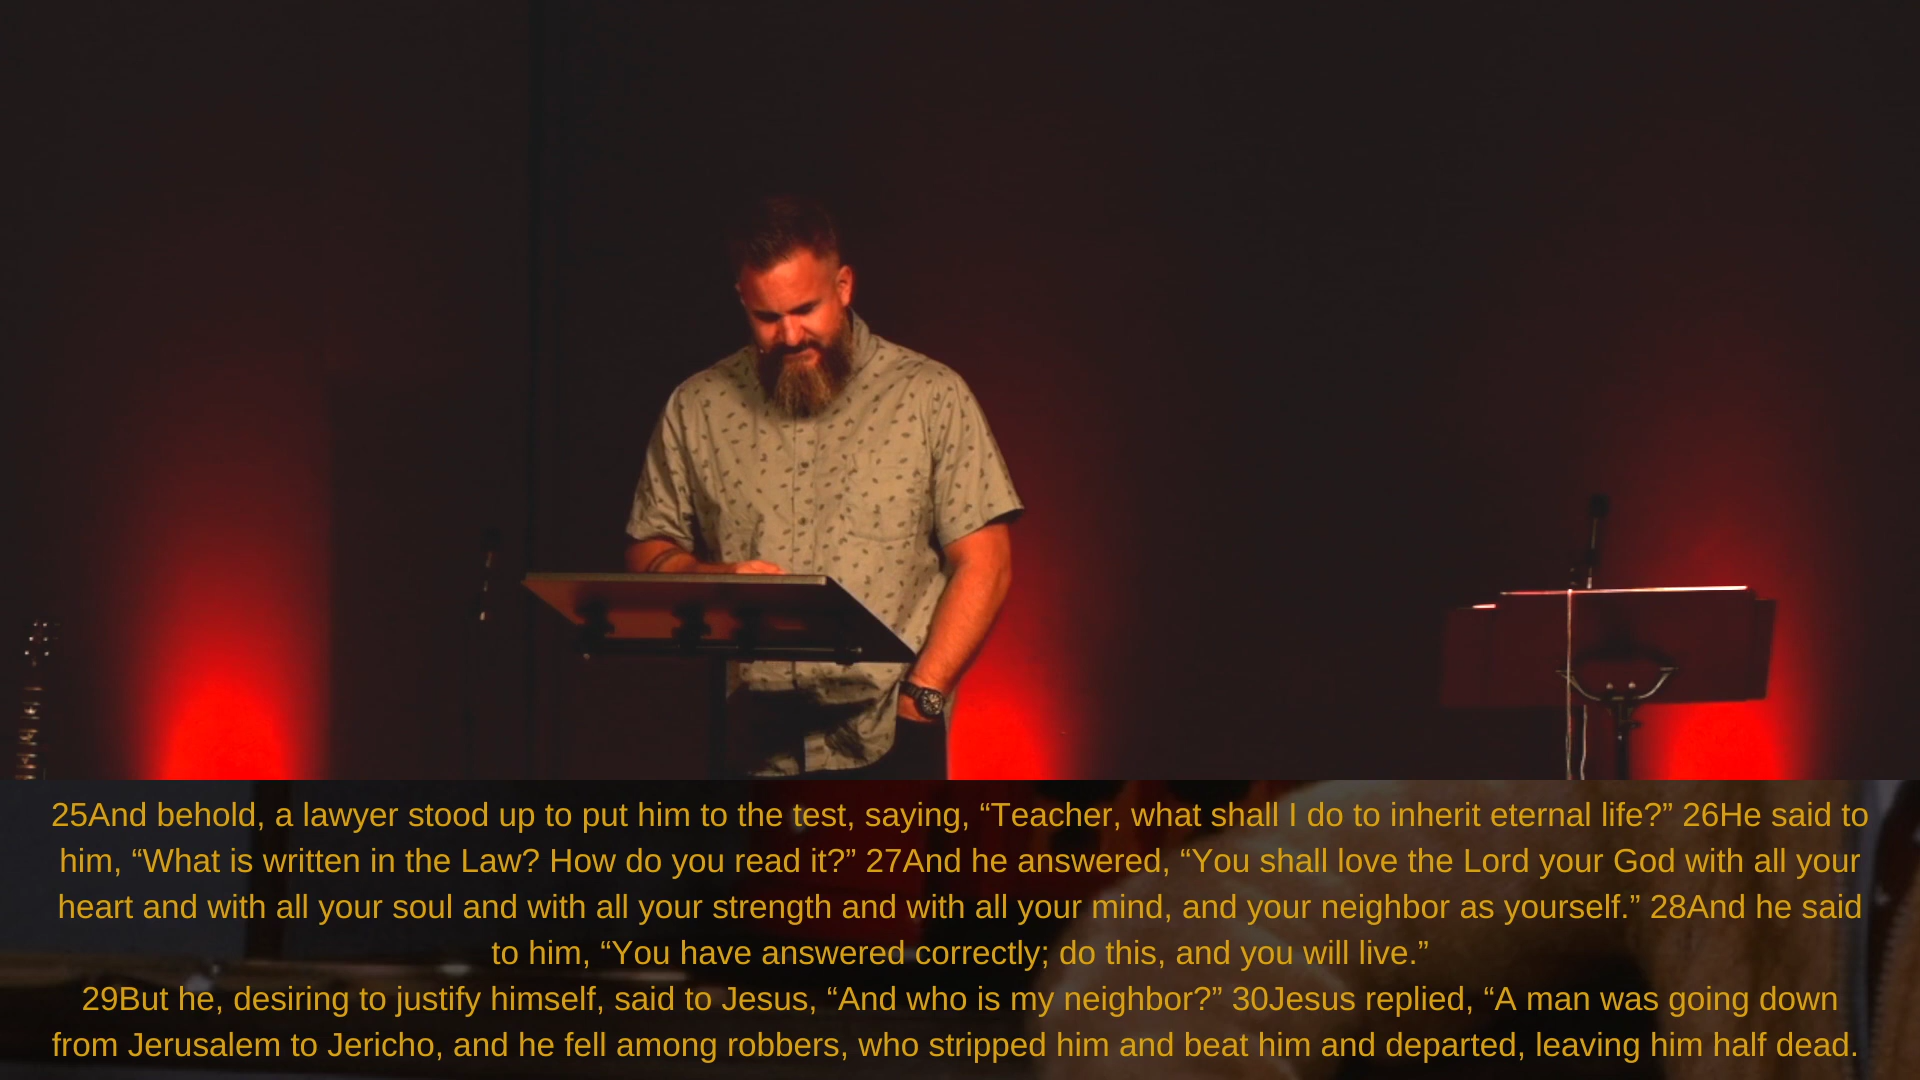 25And behold, a lawyer stood up to put him to the test, saying, “Teacher, what shall I do to inherit eternal life?” 26He said to
him, “What is written in the Law? How do you read it?” 27And he answered, “You shall love the Lord your God with all your
heart and with all your soul and with all your strength and with all your mind, and your neighbor as yourself.” 28And he said
to him, “You have answered correctly; do this, and you will live.”
29But he, desiring to justify himself, said to Jesus, “And who is my neighbor?” 30Jesus replied, “A man was going down
from Jerusalem to Jericho, and he fell among robbers, who stripped him and beat him and departed, leaving him half dead.